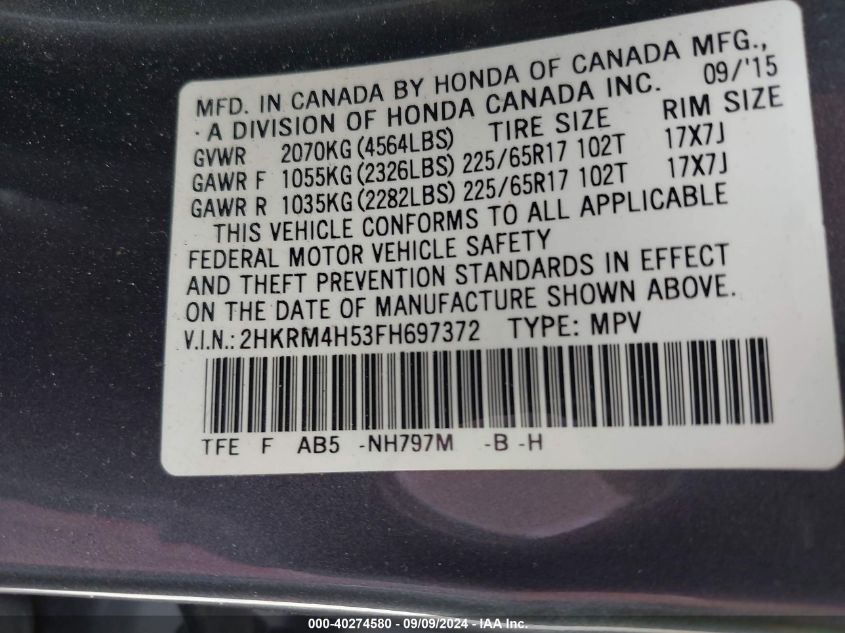 MFD. IN CANADA BY HONDA OF CANADA MFG.,
· A DIVISION OF HONDA CANADA INC. 09/'15
TIRE SIZE RIM SIZE
GVWR 2070KG (4564LBS)
GAWR F 1055KG (2326LBS) 225/65R17 102T 17X7J
GAWR R 1035KG (2282LBS) 225/65R17 102T 17X7J
THIS VEHICLE CONFORMS TO ALL APPLICABLE
FEDERAL MOTOR VEHICLE SAFETY
AND THEFT PREVENTION STANDARDS IN EFFECT
ON THE DATE OF MANUFACTURE SHOWN ABOVE.
V.I.N.: 2HKRM4H53FH697372 TYPE: MPV
TFE F AB5 -NH797M -B -H
000-40274580 - 09/09/2024 - IAA Inc.